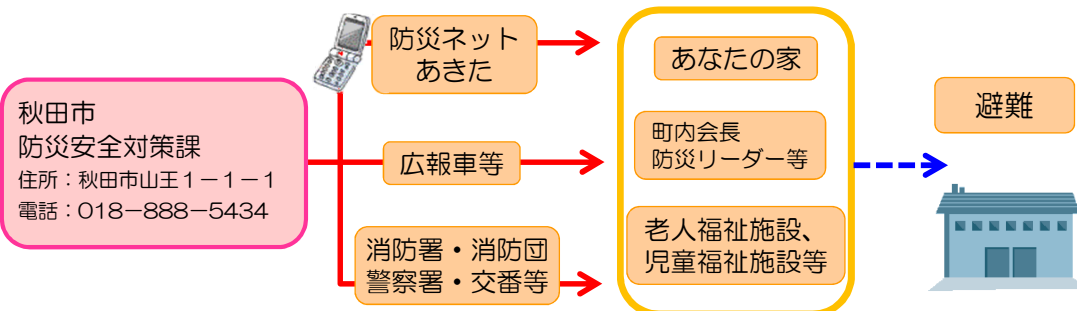 秋田市
防災安全対策課
住所：秋田市山王１－１－１
電話：018－888－5434
防災ネット
あきた
広報車等
消防署・消防団
警察署・交番等
あなたの家
町内会長
防災リーダー等
老人福祉施設、
児童福祉施設等
避難